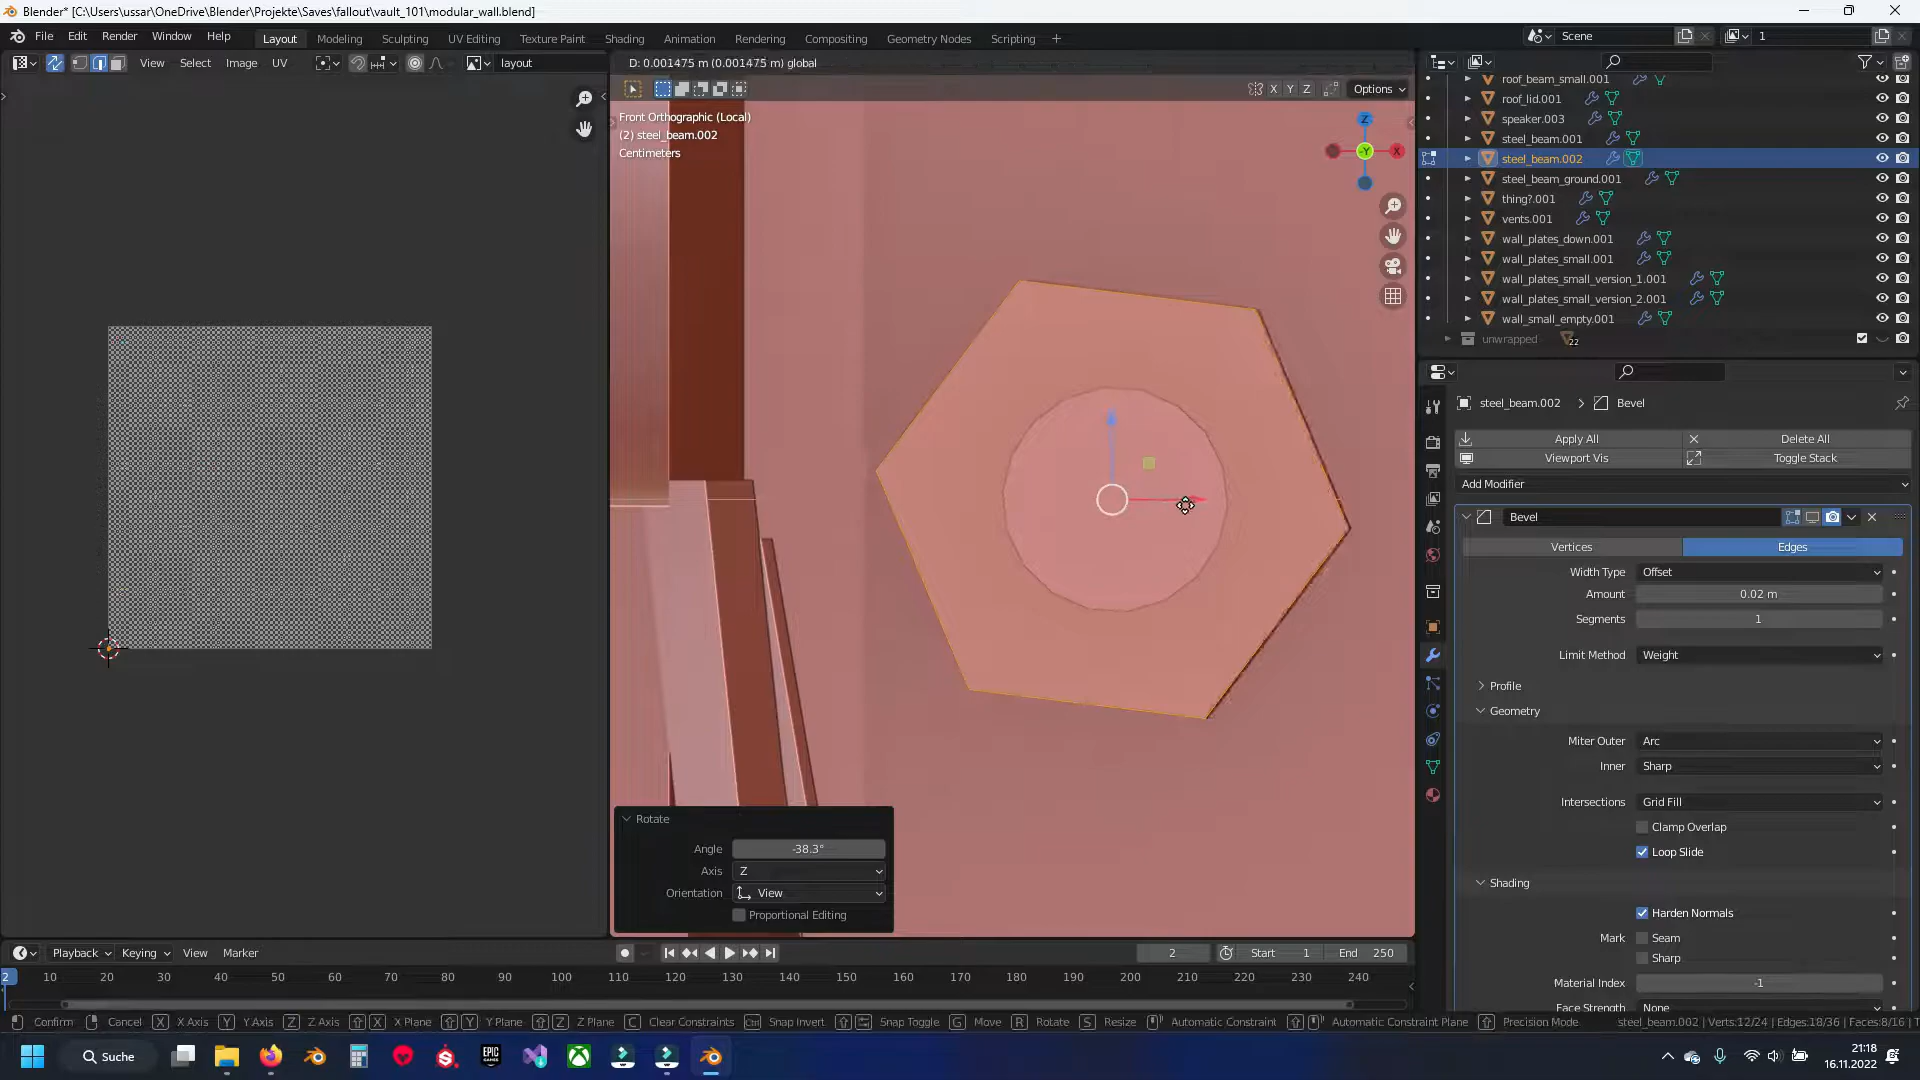 Blender* [C:\Users\ussar\OneDrive\Blender\Projekte\Saves\fallout\vault_101\modular_wall.blend]
File Edit Render Window Help Layout Modeling Sculpting UV Editing Texture Paint Shading Animation Rendering Compositing Geometry Nodes Scripting + Scene 1
View Select Image UV layout
D: 0.001475 m (0.001475 m) global
X Y Z Options
Front Orthographic (Local)
(2) steel_beam.002
Centimeters
Z
-Y
X
roof_beam_small.001
roof_lid.001
speaker.003
steel_beam.001
steel_beam.002
steel_beam_ground.001
thing?.001
vents.001
wall_plates_down.001
wall_plates_small.001
wall_plates_small_version_1.001
wall_plates_small_version_2.001
wall_small_empty.001
unwrapped 22
steel_beam.002 > Bevel
Apply All Delete All
Viewport Vis Toggle Stack
Add Modifier
Bevel
Vertices Edges
Width Type Offset
Amount 0.02 m
Segments 1
Limit Method Weight
Profile
Geometry
Miter Outer Arc
Inner Sharp
Intersections Grid Fill
Clamp Overlap
Loop Slide
Shading
Harden Normals
Mark Seam
Sharp
Material Index -1
Face Strength None
Rotate
Angle -38.3°
Axis Z
Orientation View
Proportional Editing
Playback Keying View Marker 2 Start 1 End 250
2 10 20 30 40 50 60 70 80 90 100 110 120 130 140 150 160 170 180 190 200 210 220 230 240
Confirm Cancel X X Axis Y Y Axis Z Z Axis X X Plane Y Y Plane Z Z Plane C Clear Constraints Ctrl Snap Invert Snap Toggle G Move R Rotate S Resize Automatic Constraint Automatic Constraint Plane Precision Mode steel_beam.002 | Verts:12/24 | Edges:18/36 | Faces:8/16 | T
Suche EPIC GAMES
21:18
16.11.2022